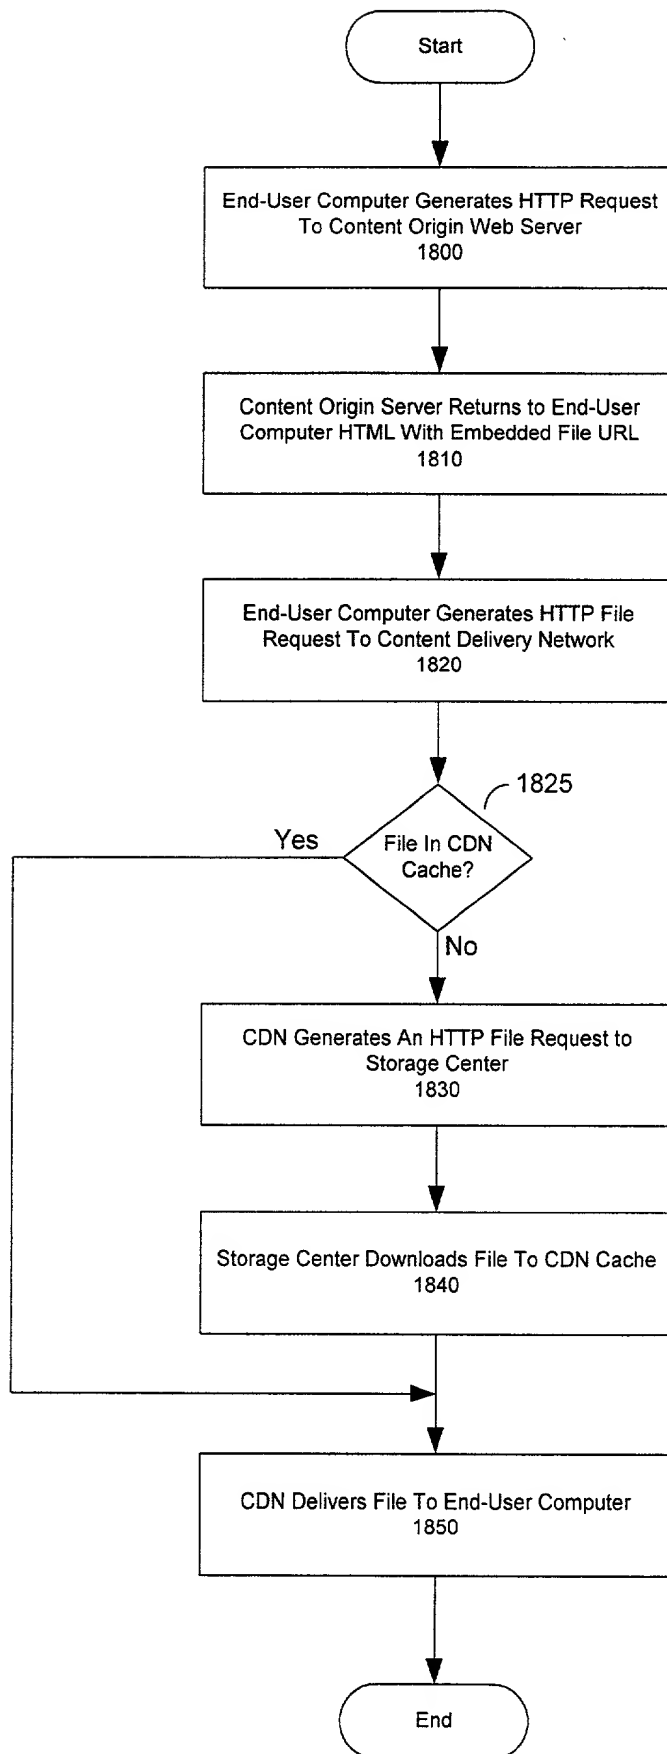 Start
End-User Computer Generates HTTP Request
To Content Origin Web Server
1800
Content Origin Server Returns to End-User
Computer HTML With Embedded File URL
1810
End-User Computer Generates HTTP File
Request To Content Delivery Network
1820
1825
Yes
File In CDN
Cache?
No
CDN Generates An HTTP File Request to
Storage Center
1830
Storage Center Downloads File To CDN Cache
1840
CDN Delivers File To End-User Computer
1850
End